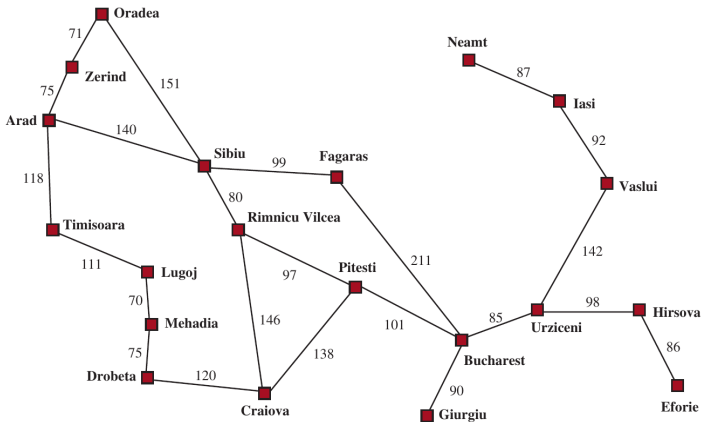 Oradea
71
Neamt
Zerind
87
151
75
Iasi
Arad
140
92
Sibiu
99
Fagaras
118
Vaslui
80
Timisoara
Rimnicu Vilcea
142
111
211
Lugoj
97
Pitesti
70
98
Mehadia
146
101
85
Hirsova
Urziceni
75
138
86
Bucharest
Drobeta
120
90
Craiova
Giurgiu
Eforie